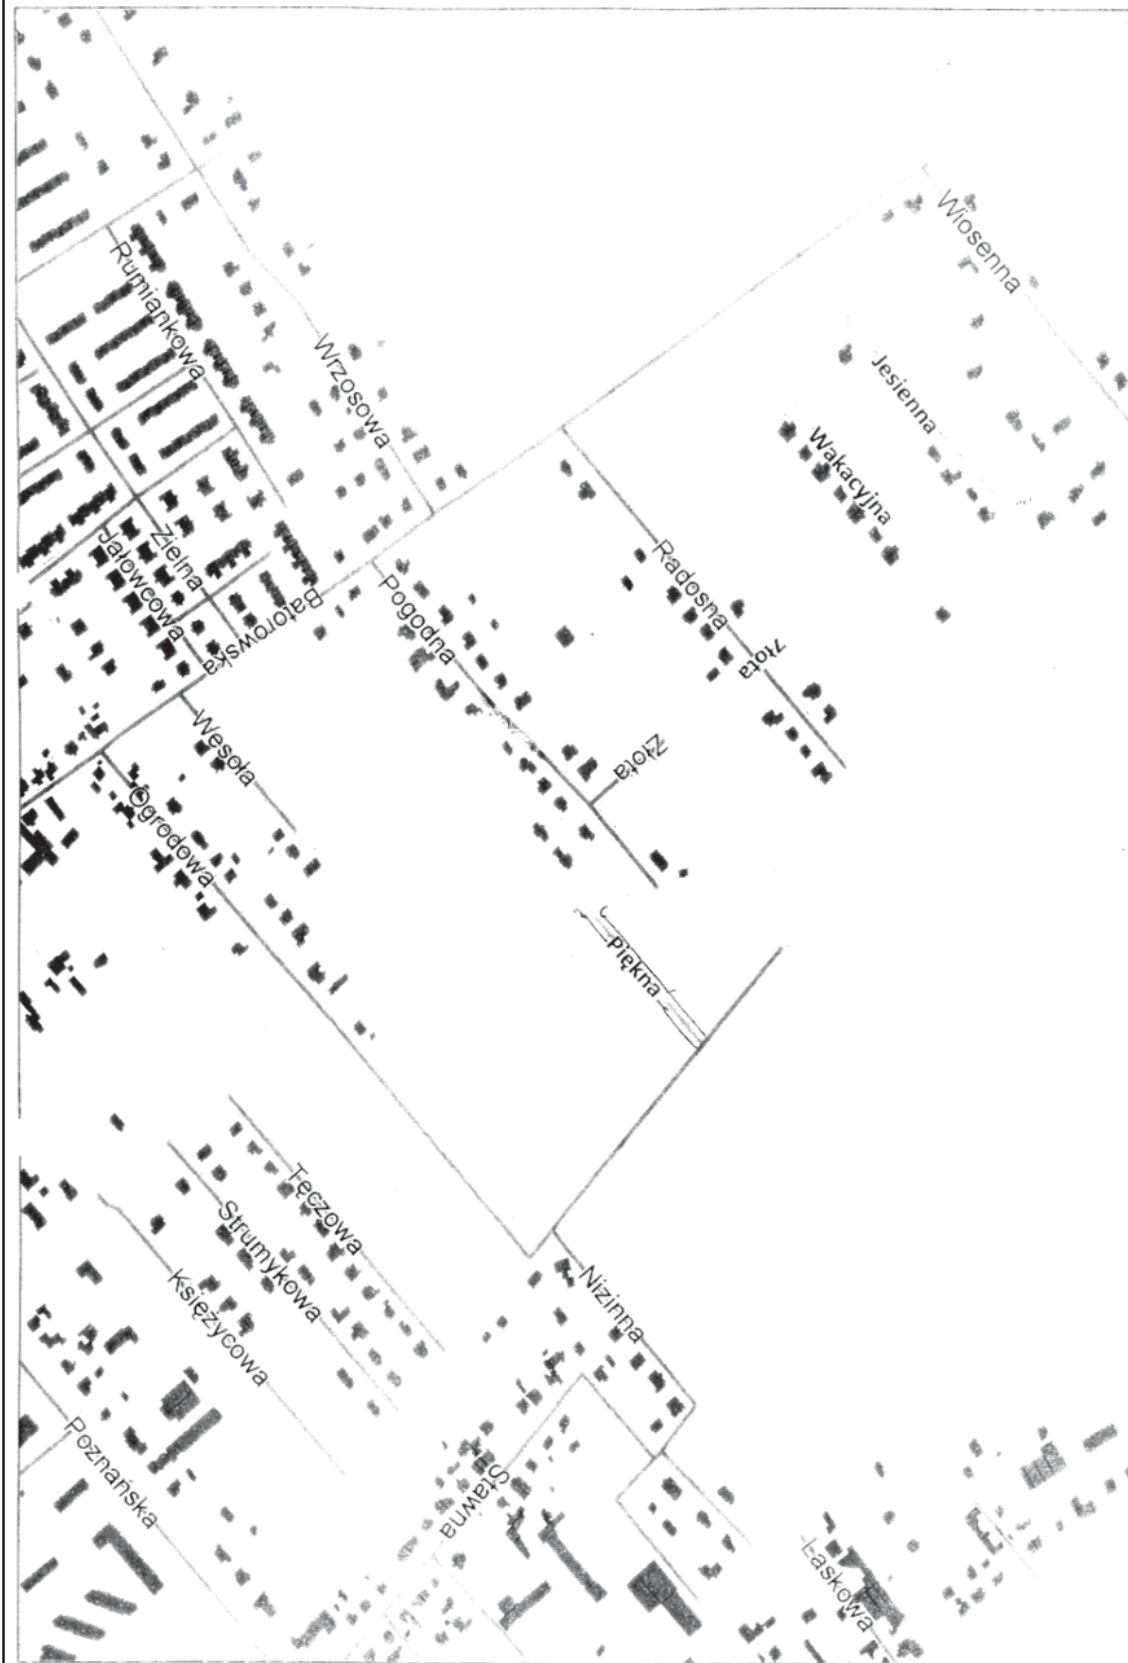 Wiosenna
Rumiankowa
Wrzosowa
Jesienna
Wakacyjna
Zielna
Jałowcowa
Radosna
Batorowska
Pogodna
Złota
Wesoła
Złota
Ogrodowa
Piękna
Tęczowa
Strumykowa
Księżycowa
Nizinna
Poznańska
Stawna
Łaskowa